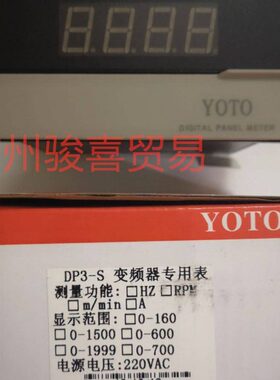 YOTO
DIGITAL PANEL METER
州骏喜贸易
YOTO
DP3-S 变频器专用表
测量功能:□HZ □RPM
□m/min □A
显示范围:□0-160
□0-1500 □0-600
□0-1999 □0-700
电源电压:220VAC